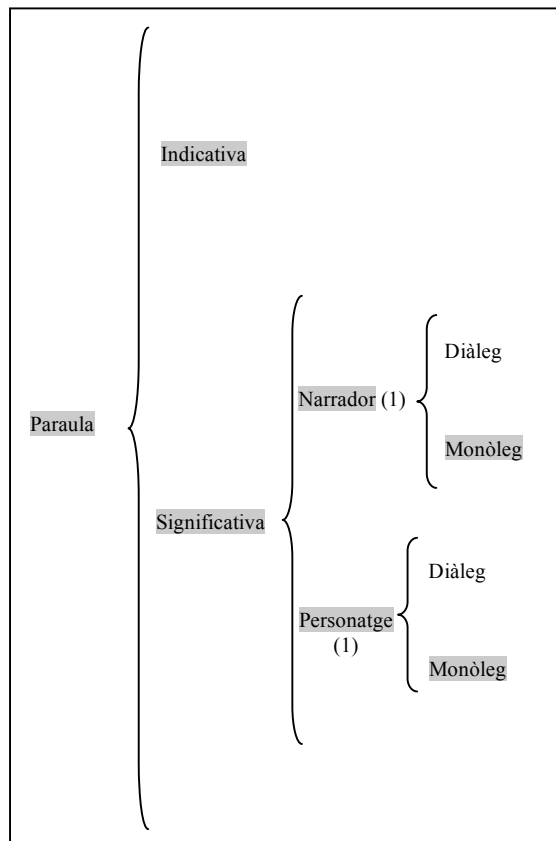 Indicativa
Diàleg
Narrador (1)
Paraula
Monòleg
Significativa
Diàleg
Personatge
(1)
Monòleg